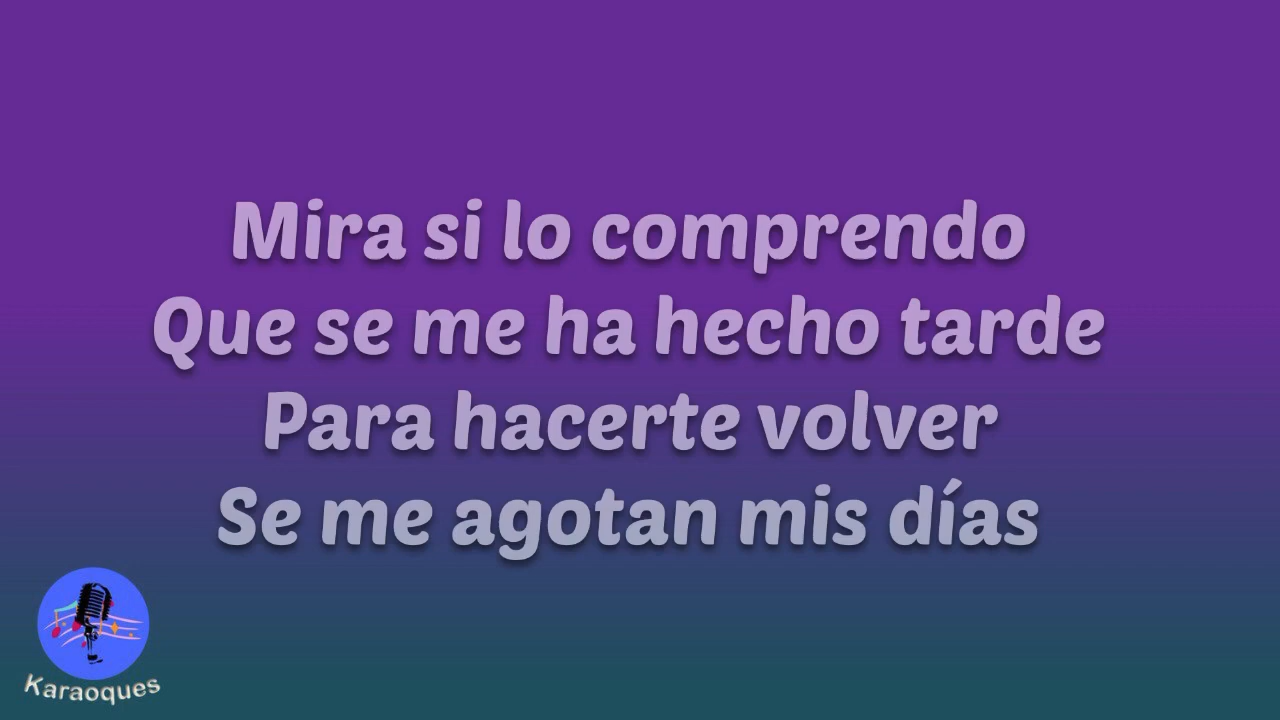 Mira si lo comprendo
Que se me ha hecho tarde
Para hacerte volver
Se me agotan mis días
Karaoques